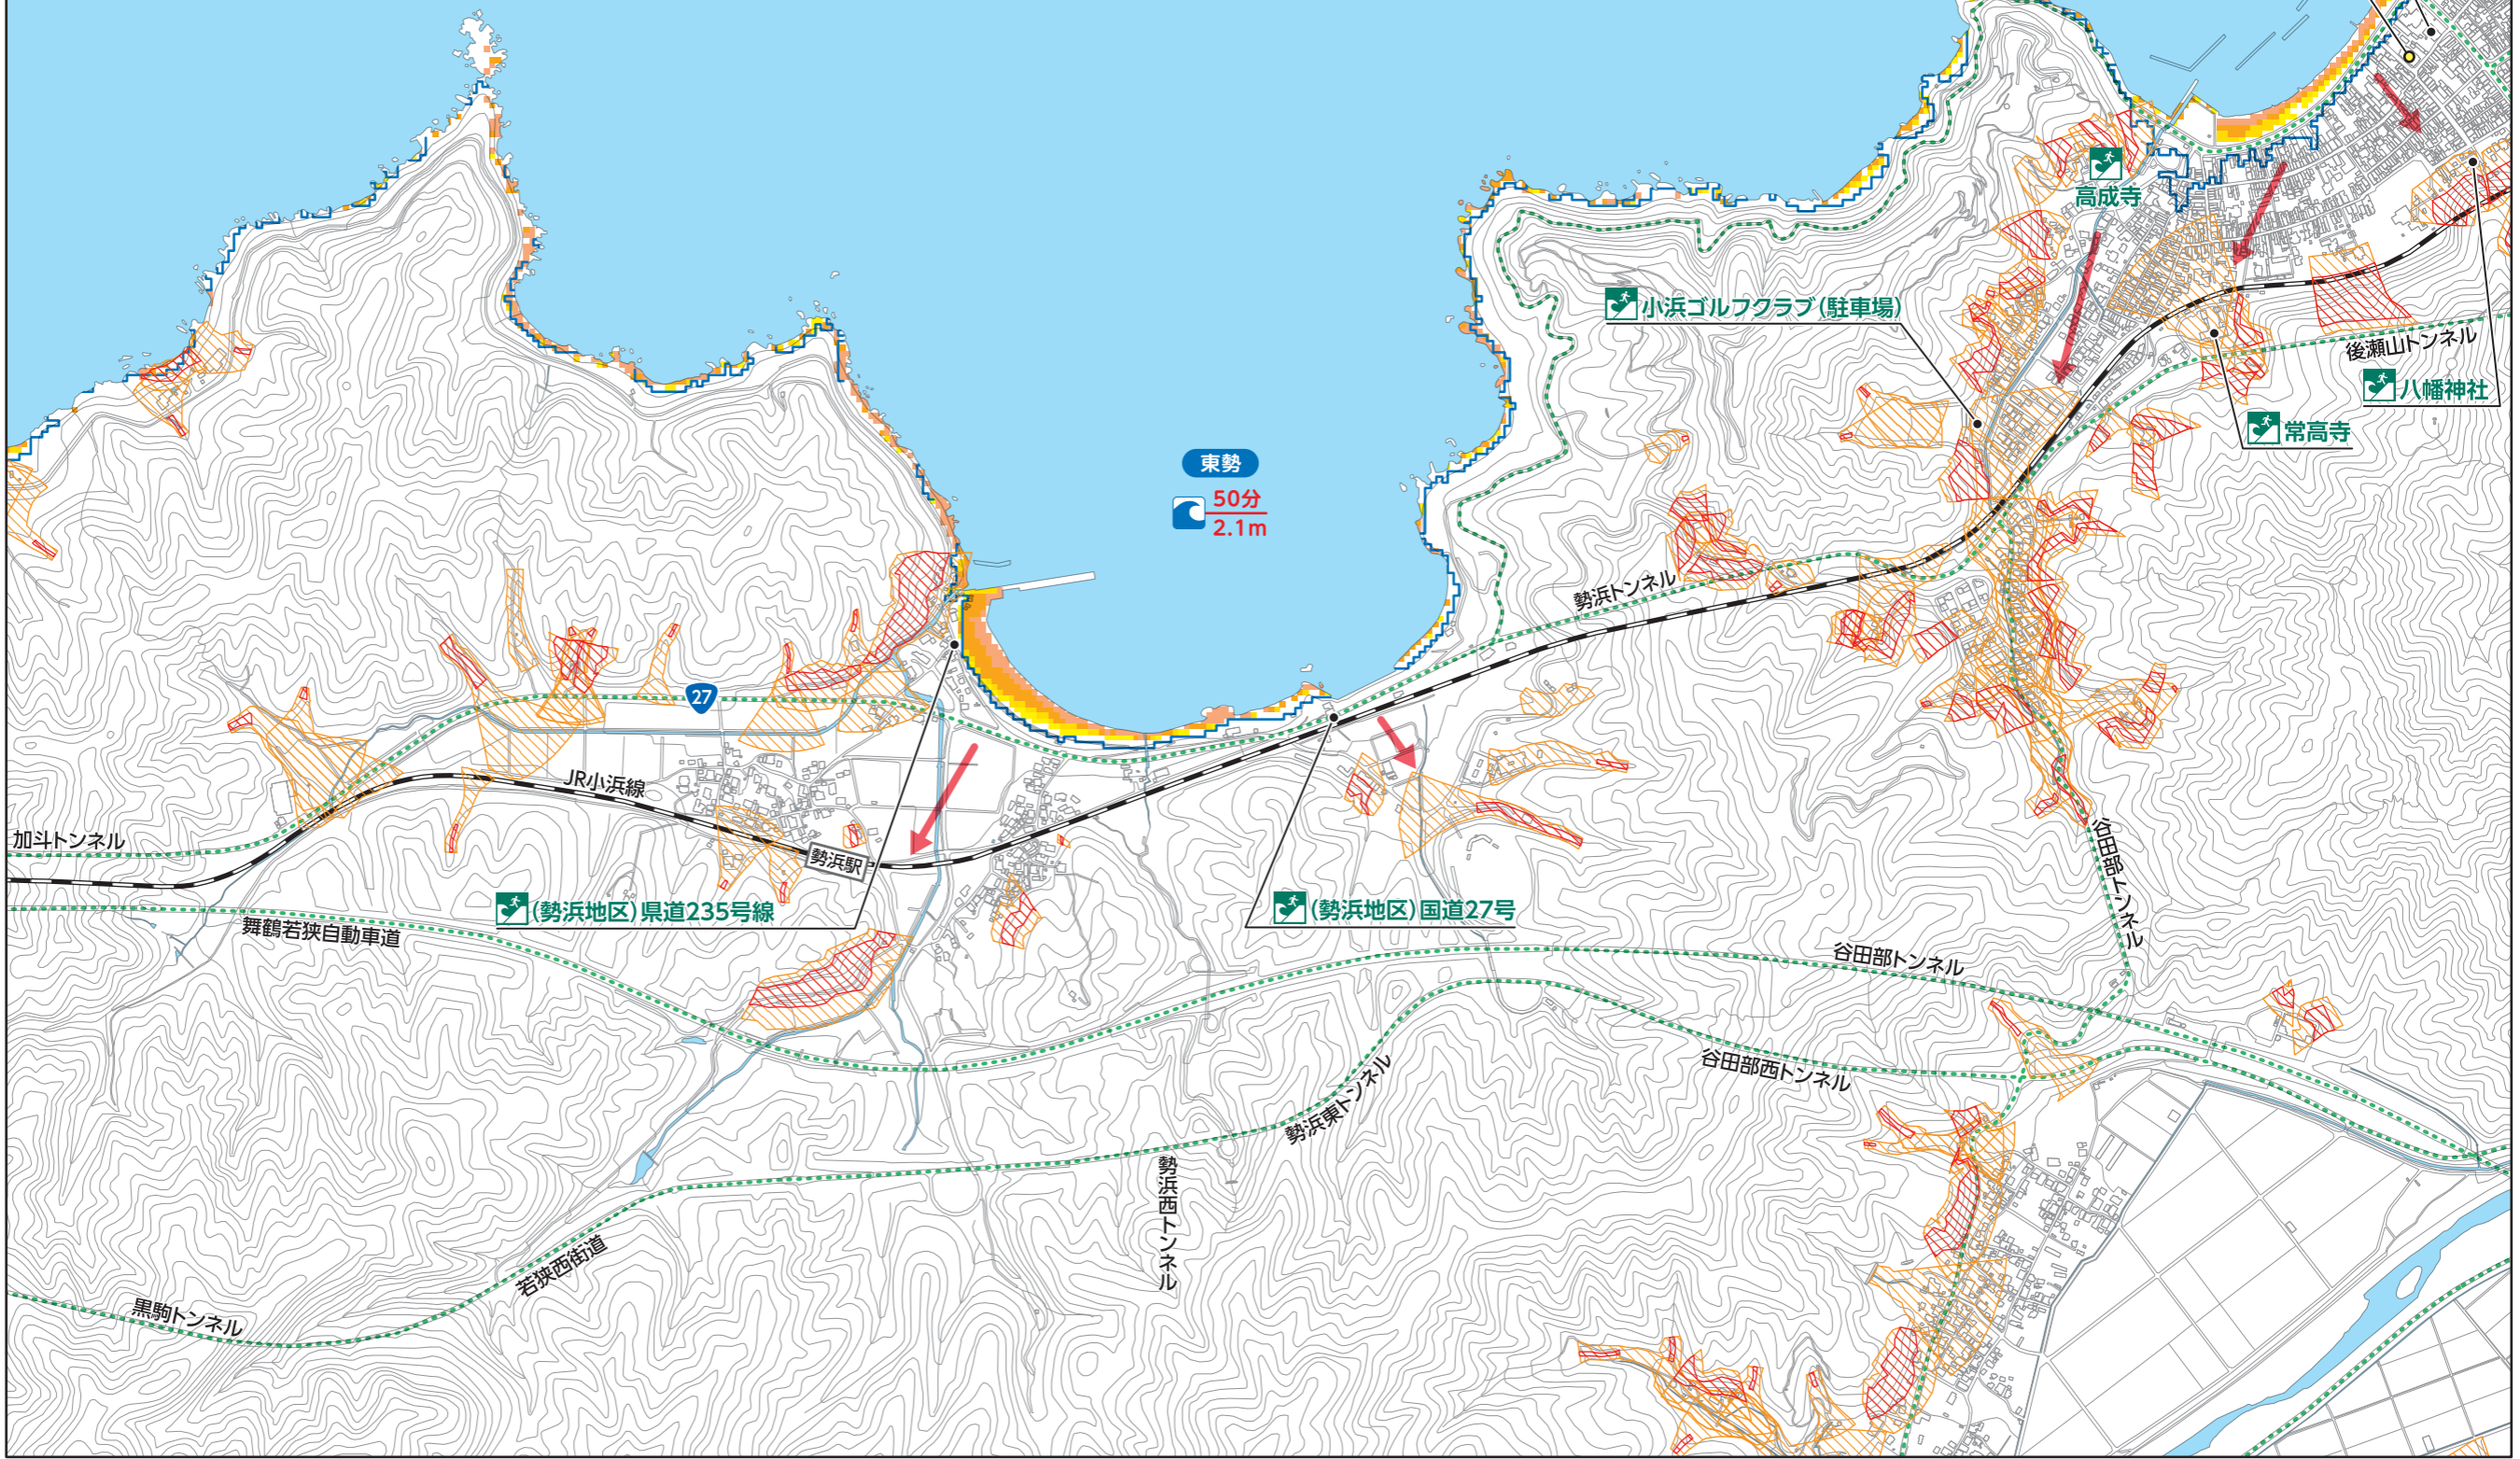 高成寺
小浜ゴルフクラブ(駐車場)
後瀬山トンネル
八幡神社
常高寺
東勢
50分
2.1m
勢浜トンネル
27
JR小浜線
加斗トンネル
勢浜駅
(勢浜地区)県道235号線
(勢浜地区)国道27号
舞鶴若狭自動車道
谷田部トンネル
谷田部トンネル
谷田部西トンネル
勢浜東トンネル
勢浜西トンネル
若狭西街道
黒駒トンネル